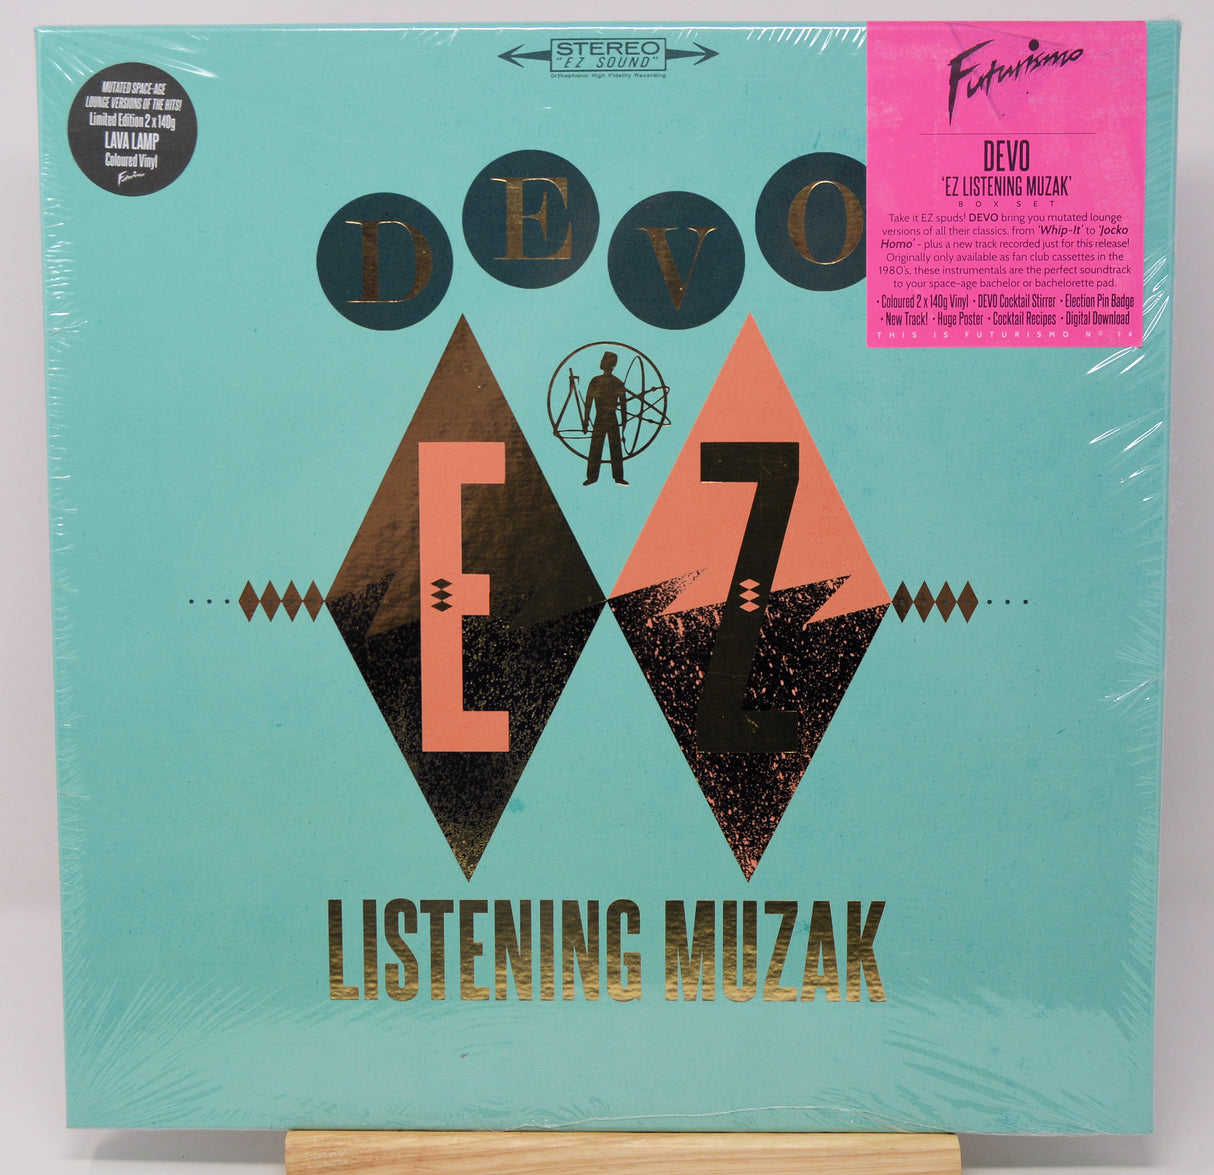 STEREO
"EZ SOUND"
Orthophonic High Fidelity Recording
MUTATED SPACE-AGE
LOUNGE VERSIONS OF THE HITS!
Limited Edition 2 x 140g
LAVA LAMP
Coloured Vinyl
Futurismo
Futurismo
DEVO
'EZ LISTENING MUZAK'
BOX SET
Take it EZ spuds! DEVO bring you mutated lounge
versions of all their classics, from 'Whip-It' to 'Jocko
Homo' - plus a new track recorded just for this release!
Originally only available as fan club cassettes in the
1980's, these instrumentals are the perfect soundtrack
to your space-age bachelor or bachelorette pad.
• Coloured 2 x 140g Vinyl • DEVO Cocktail Stirrer • Election Pin Badge
• New Track! • Huge Poster • Cocktail Recipes • Digital Download
THIS IS FUTURISMO Nº 14
DEVO
EZ
LISTENING MUZAK